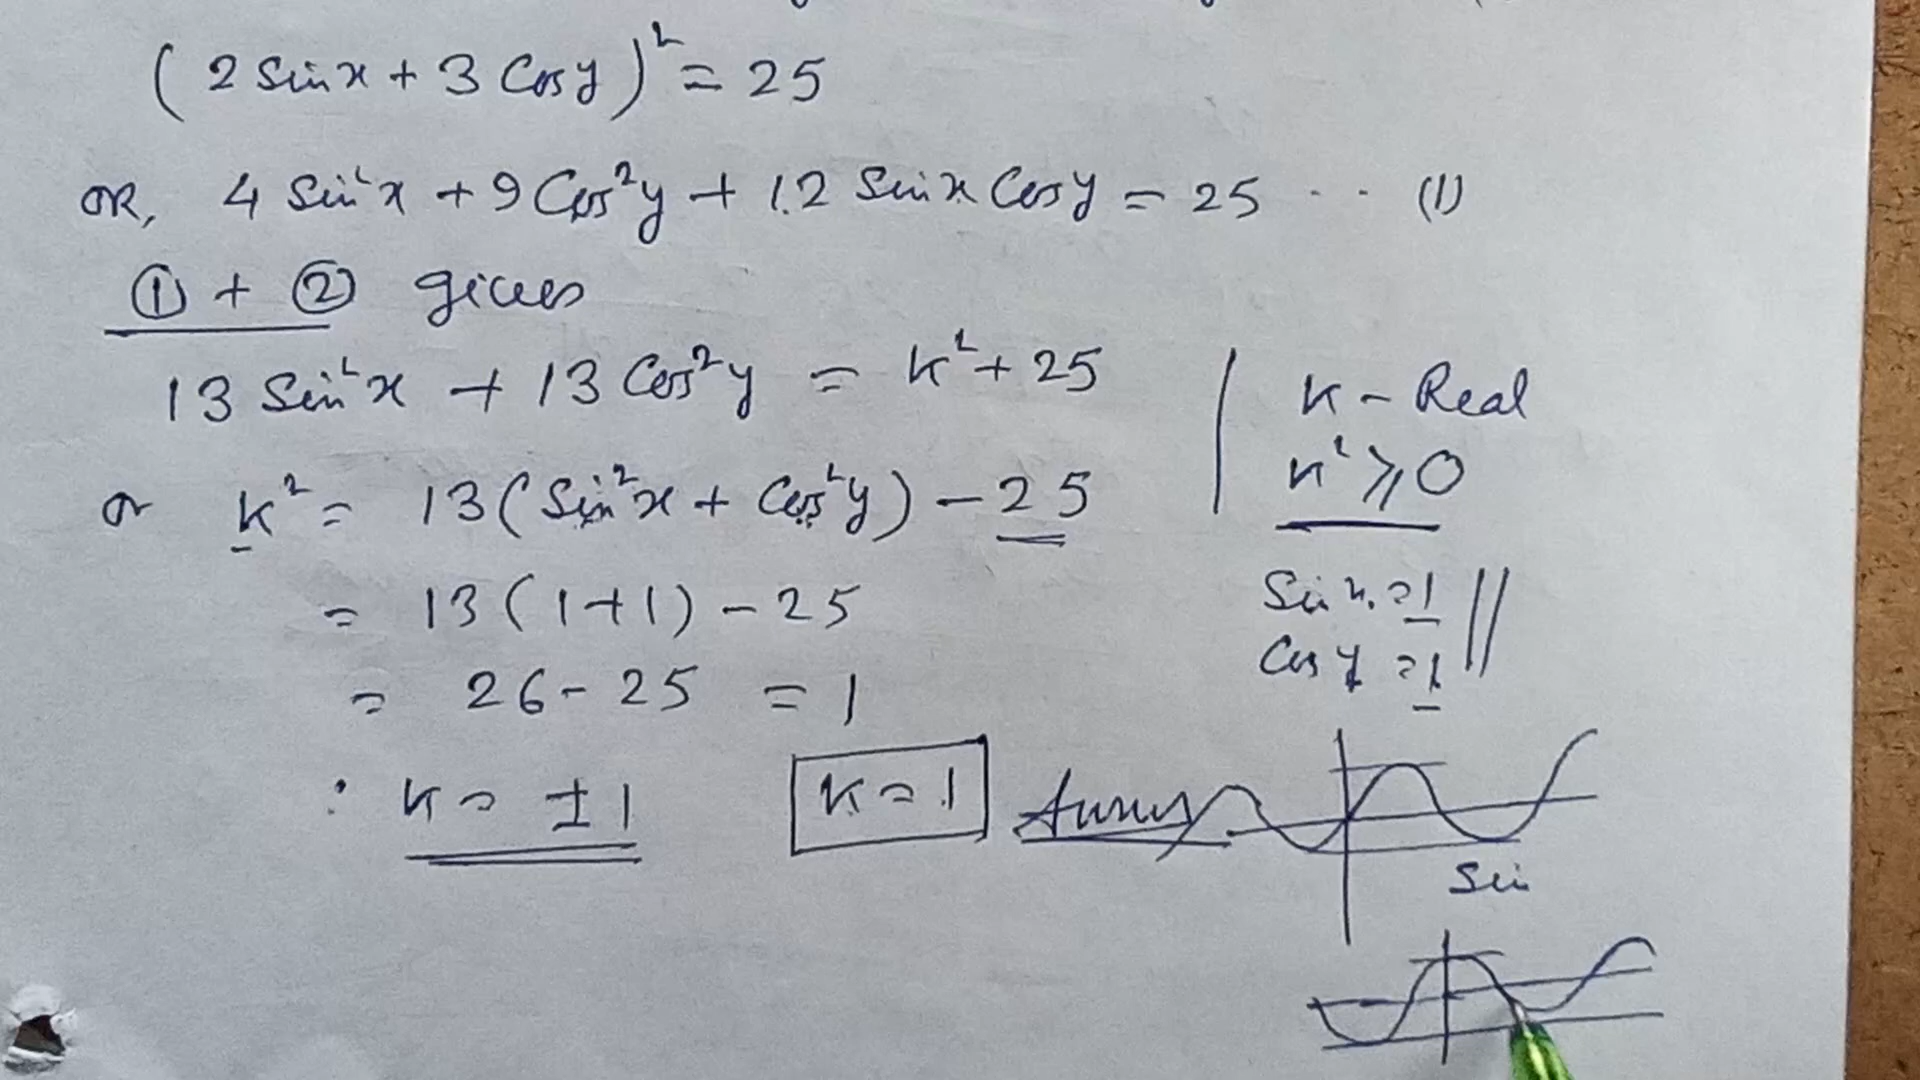 (2 Sin x + 3 Cos y)² = 25
OR, 4 Sin²x + 9 Cos²y + 12 Sin x Cos y = 25 .. (1)
① + ② gives
13 Sin²x + 13 Cos²y = k² + 25
K - Real
or k² = 13(Sin²x + Cos²y) - 25
k² ⩾ 0
= 13(1+1) - 25
Sin x = 1
Cos y = 1
= 26 - 25 = 1
∴ k = ±1
k = 1
Answer
Sin